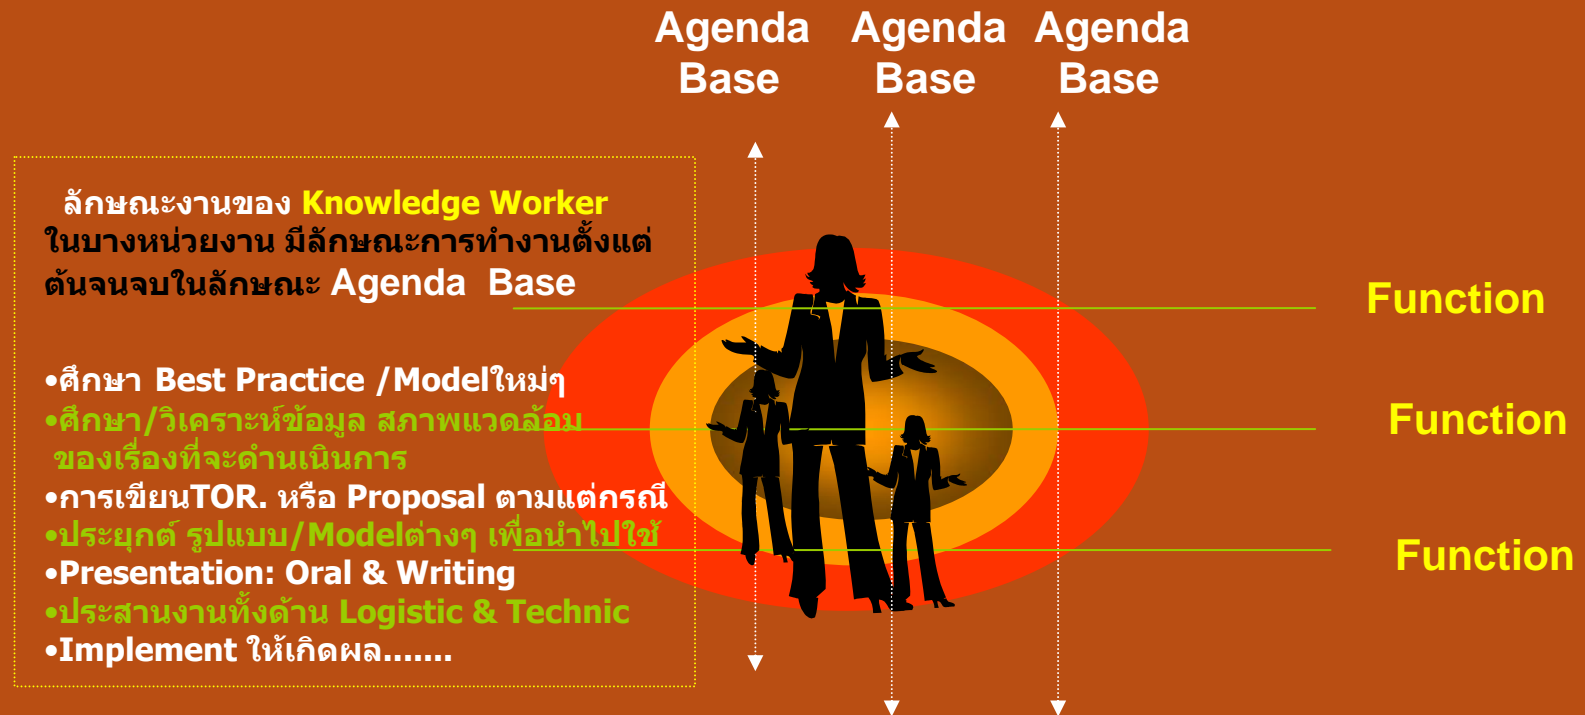 Agenda Agenda Agenda
Base Base Base
ลักษณะงานของ Knowledge Worker
ในบางหน่วยงาน มีลักษณะการทำงานตั้งแต่
ต้นจนจบในลักษณะ Agenda Base
•ศึกษา Best Practice /Modelใหม่ๆ
•ศึกษา/วิเคราะห์ข้อมูล สภาพแวดล้อม
ของเรื่องที่จะดำนเนินการ
•การเขียนTOR. หรือ Proposal ตามแต่กรณี
•ประยุกต์ รูปแบบ/Modelต่างๆ เพื่อนำไปใช้
•Presentation: Oral & Writing
•ประสานงานทั้งด้าน Logistic & Technic
•Implement ให้เกิดผล.......
Function
Function
Function